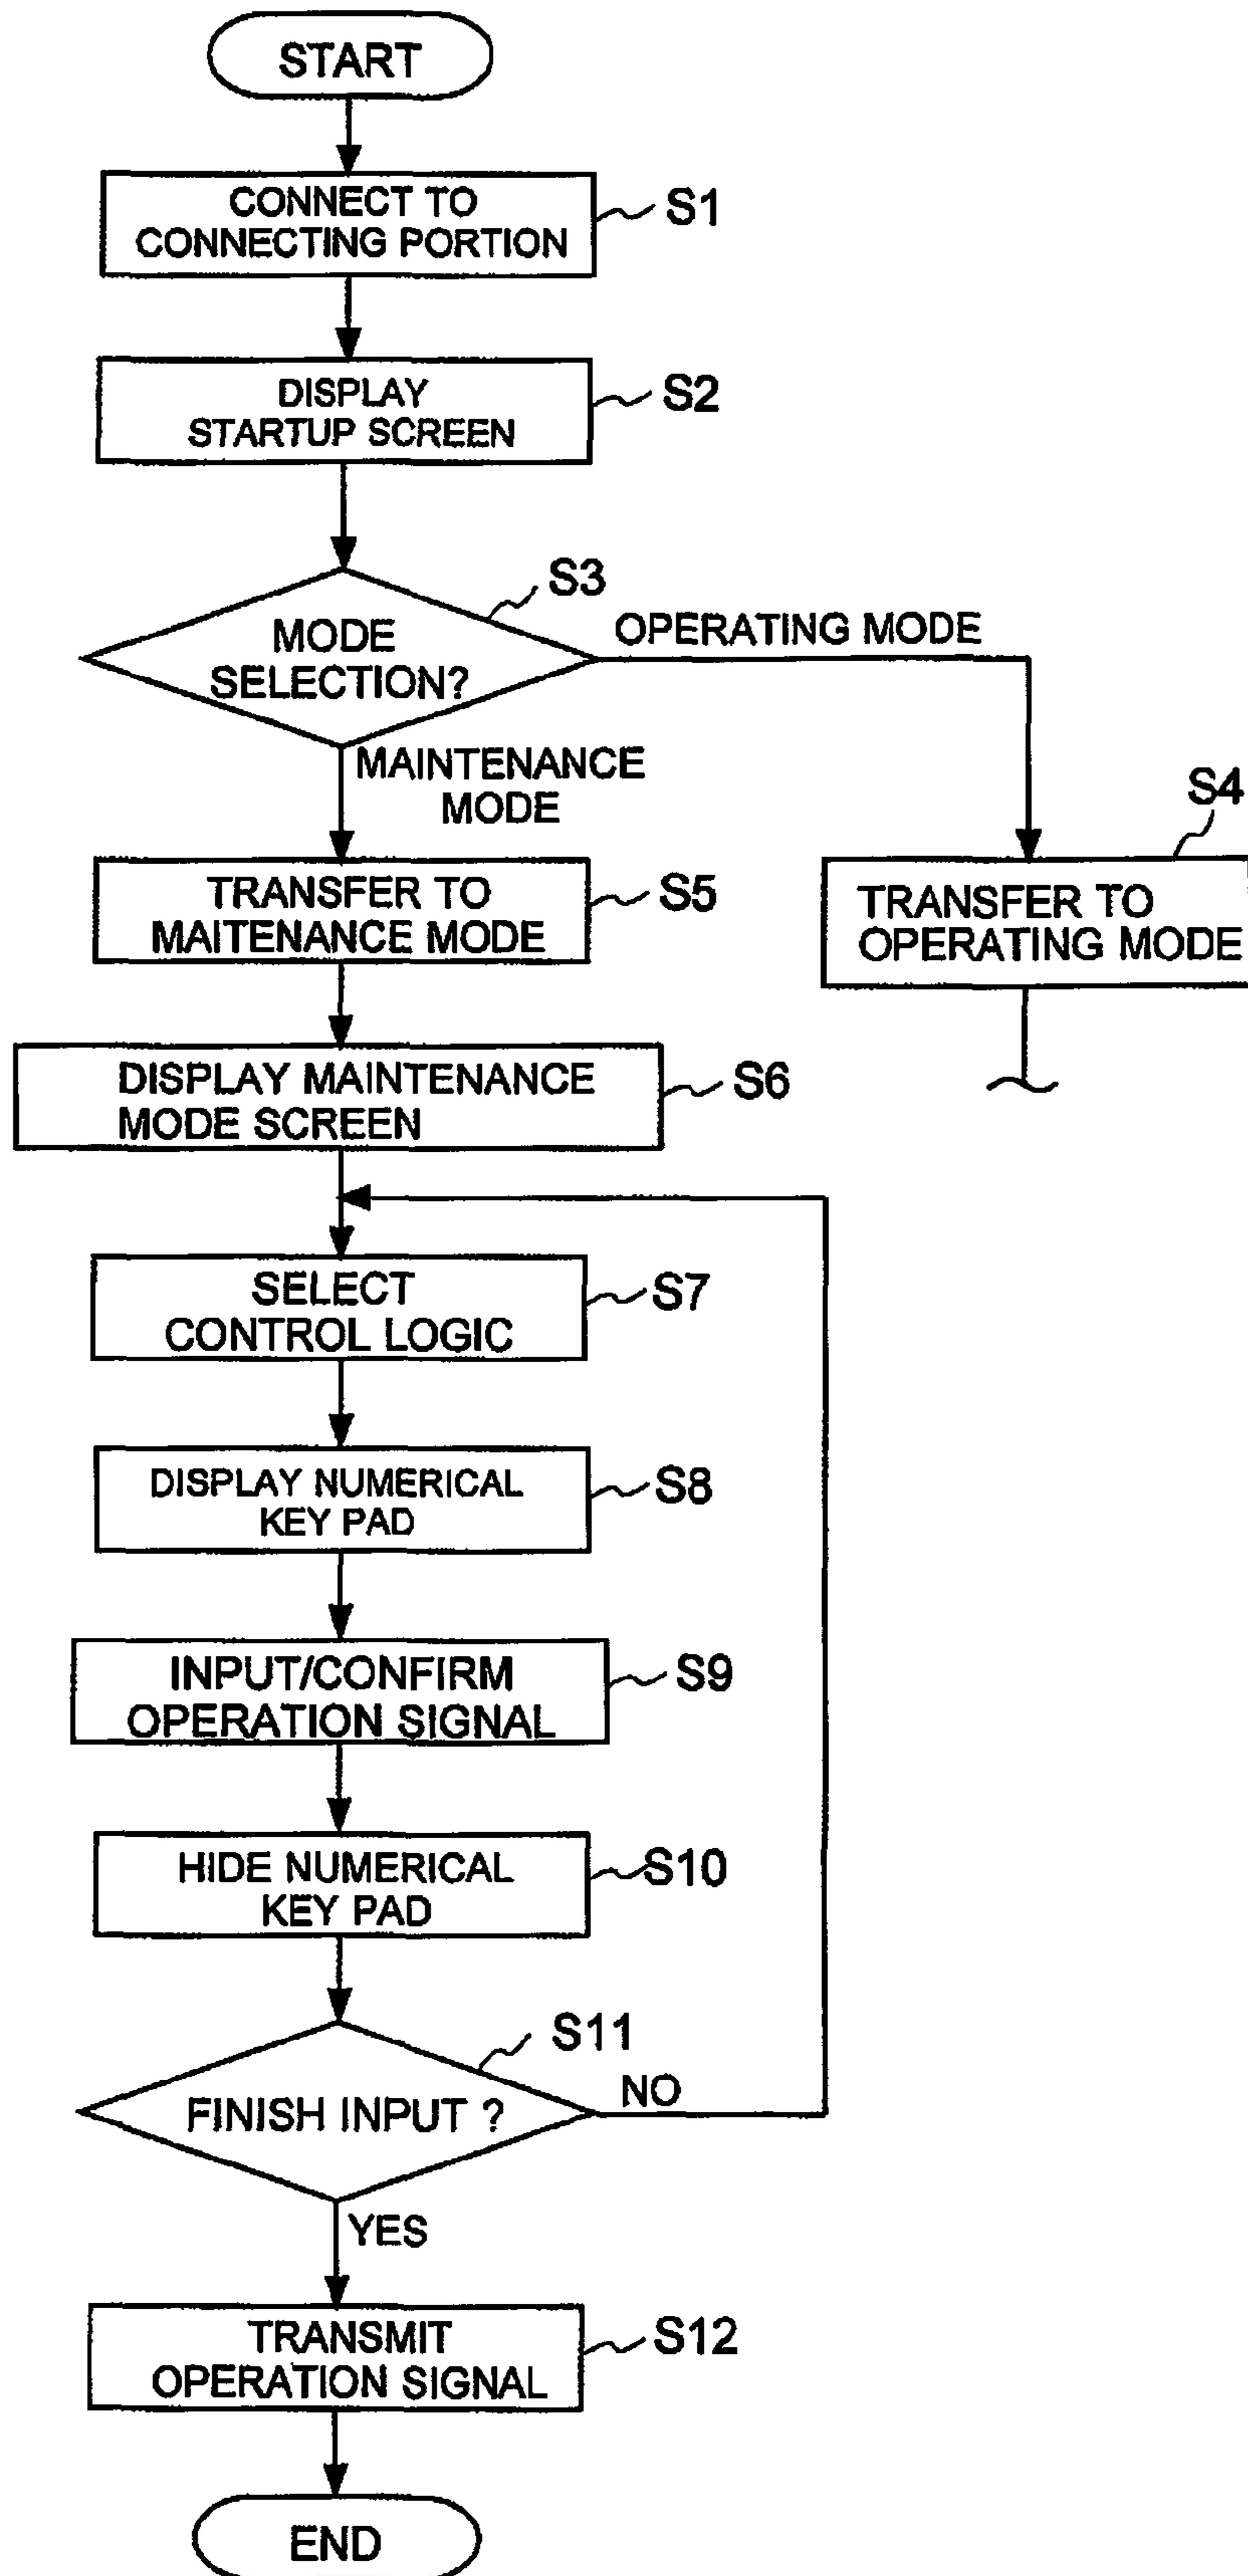 START
CONNECT TO
CONNECTING PORTION
S1
DISPLAY
STARTUP SCREEN
S2
S3
MODE
SELECTION?
OPERATING MODE
MAINTENANCE
MODE
S4
TRANSFER TO
OPERATING MODE
TRANSFER TO
MAITENANCE MODE
S5
DISPLAY MAINTENANCE
MODE SCREEN
S6
SELECT
CONTROL LOGIC
S7
DISPLAY NUMERICAL
KEY PAD
S8
INPUT/CONFIRM
OPERATION SIGNAL
S9
HIDE NUMERICAL
KEY PAD
S10
S11
FINISH INPUT ?
NO
YES
TRANSMIT
OPERATION SIGNAL
S12
END